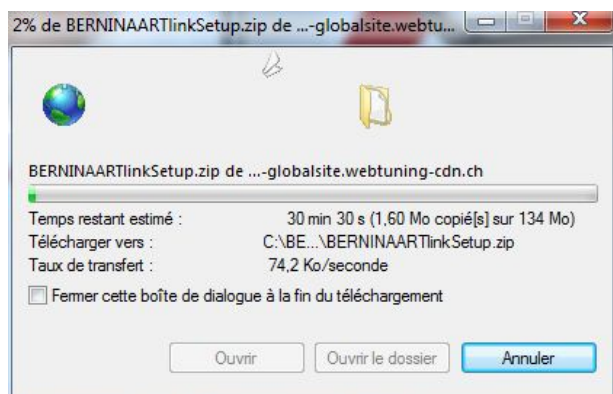 2% de BERNINAARTlinkSetup.zip de ...-globalsite.webtu...
BERNINAARTlinkSetup.zip de ...-globalsite.webtuning-cdn.ch
Temps restant estimé : 30 min 30 s (1,60 Mo copié[s] sur 134 Mo)
Télécharger vers : C:\BE...\BERNINAARTlinkSetup.zip
Taux de transfert : 74,2 Ko/seconde
Fermer cette boîte de dialogue à la fin du téléchargement
Ouvrir Ouvrir le dossier Annuler